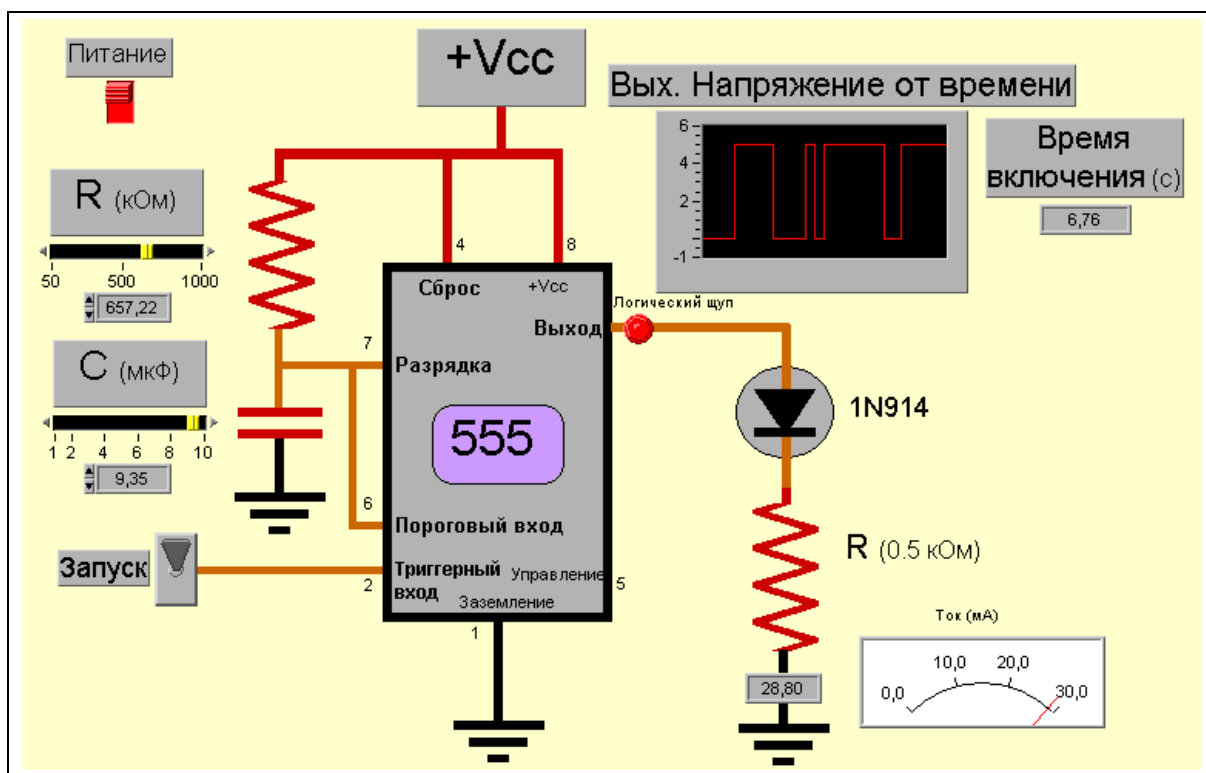 Питание
+Vcc
Вых. Напряжение от времени
6
4
2
-1
Время
включения (с)
6,76
R (кОм)
50 500 1000
657,22
C (мкФ)
1 2 4 6 8 10
9,35
Запуск
4
8
7
6
2
5
1
Сброс
+Vcc
Выход
Разрядка
555
Пороговый вход
Триггерный
вход
Управление
Заземление
Логический щуп
1N914
R (0.5 кОм)
Ток (мА)
0,0 10,0 20,0 30,0
28,80